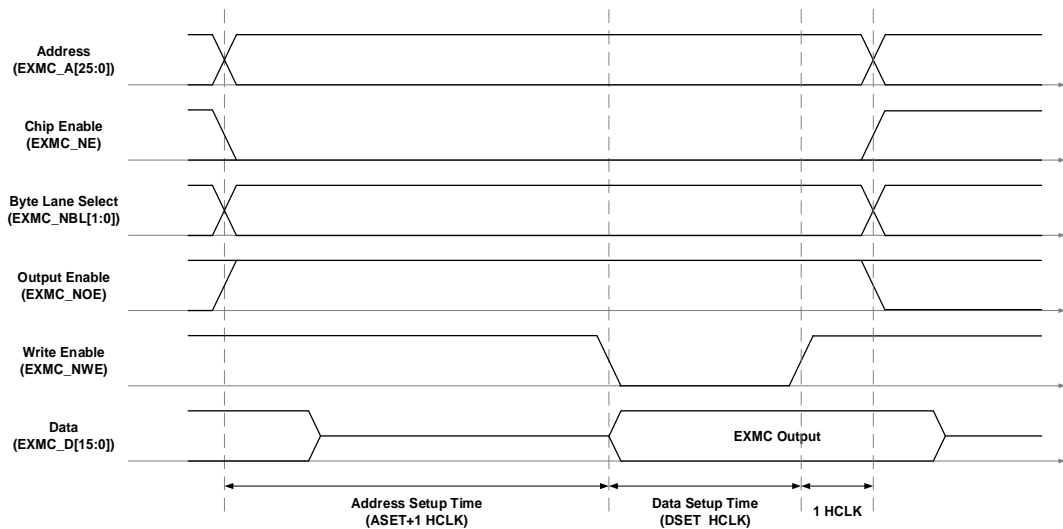 Address
(EXMC_A[25:0])
Chip Enable
(EXMC_NE)
Byte Lane Select
(EXMC_NBL[1:0])
Output Enable
(EXMC_NOE)
Write Enable
(EXMC_NWE)
Data
(EXMC_D[15:0])
EXMC Output
Address Setup Time
(ASET+1 HCLK)
Data Setup Time
(DSET HCLK)
1 HCLK